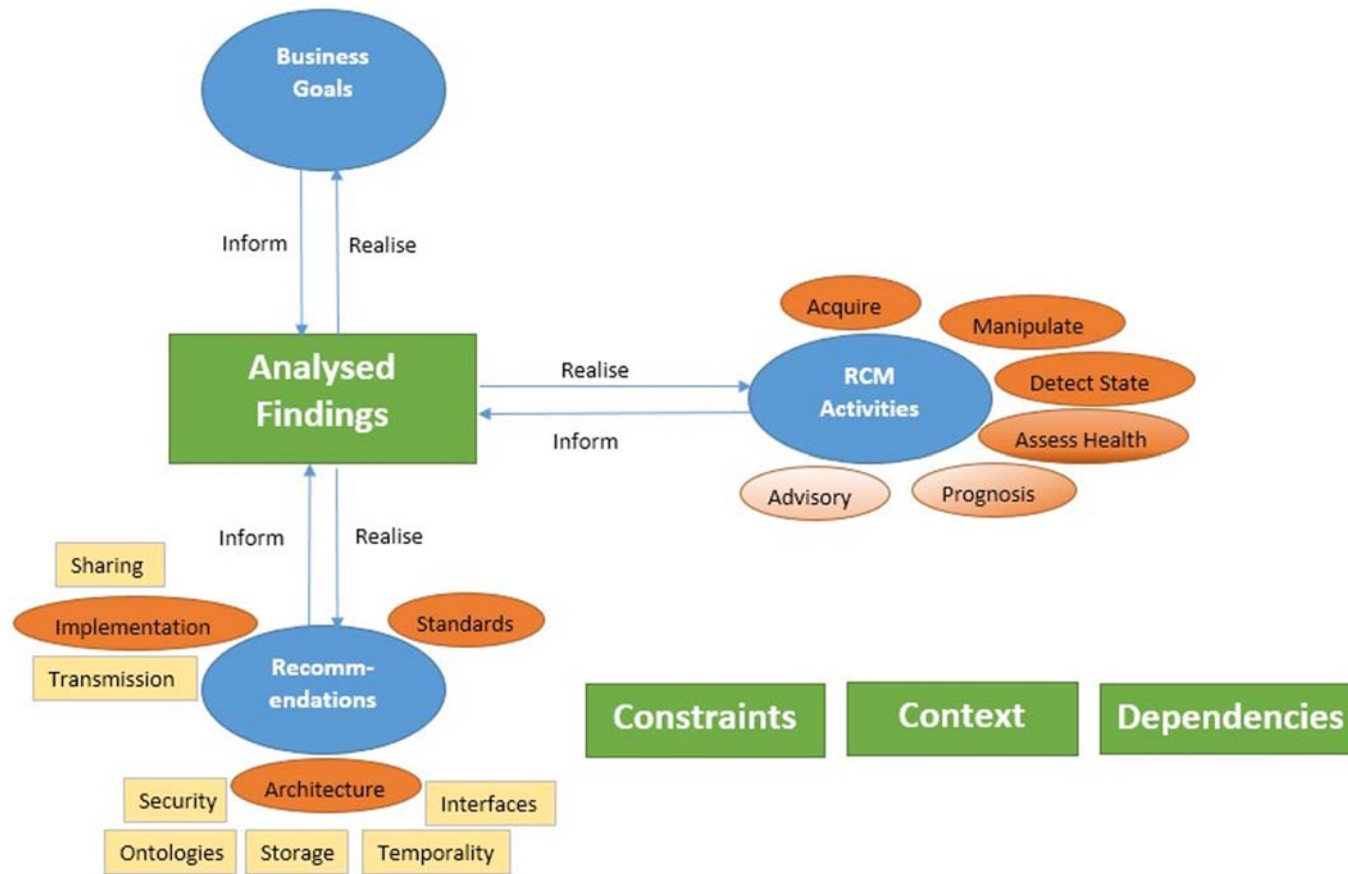 Business
Goals
Inform
Realise
Analysed
Findings
Realise
Inform
Acquire
Manipulate
RCM
Activities
Detect State
Assess Health
Advisory
Prognosis
Inform
Realise
Sharing
Implementation
Transmission
Standards
Recomm-
endations
Constraints
Context
Dependencies
Architecture
Security
Interfaces
Ontologies
Storage
Temporality